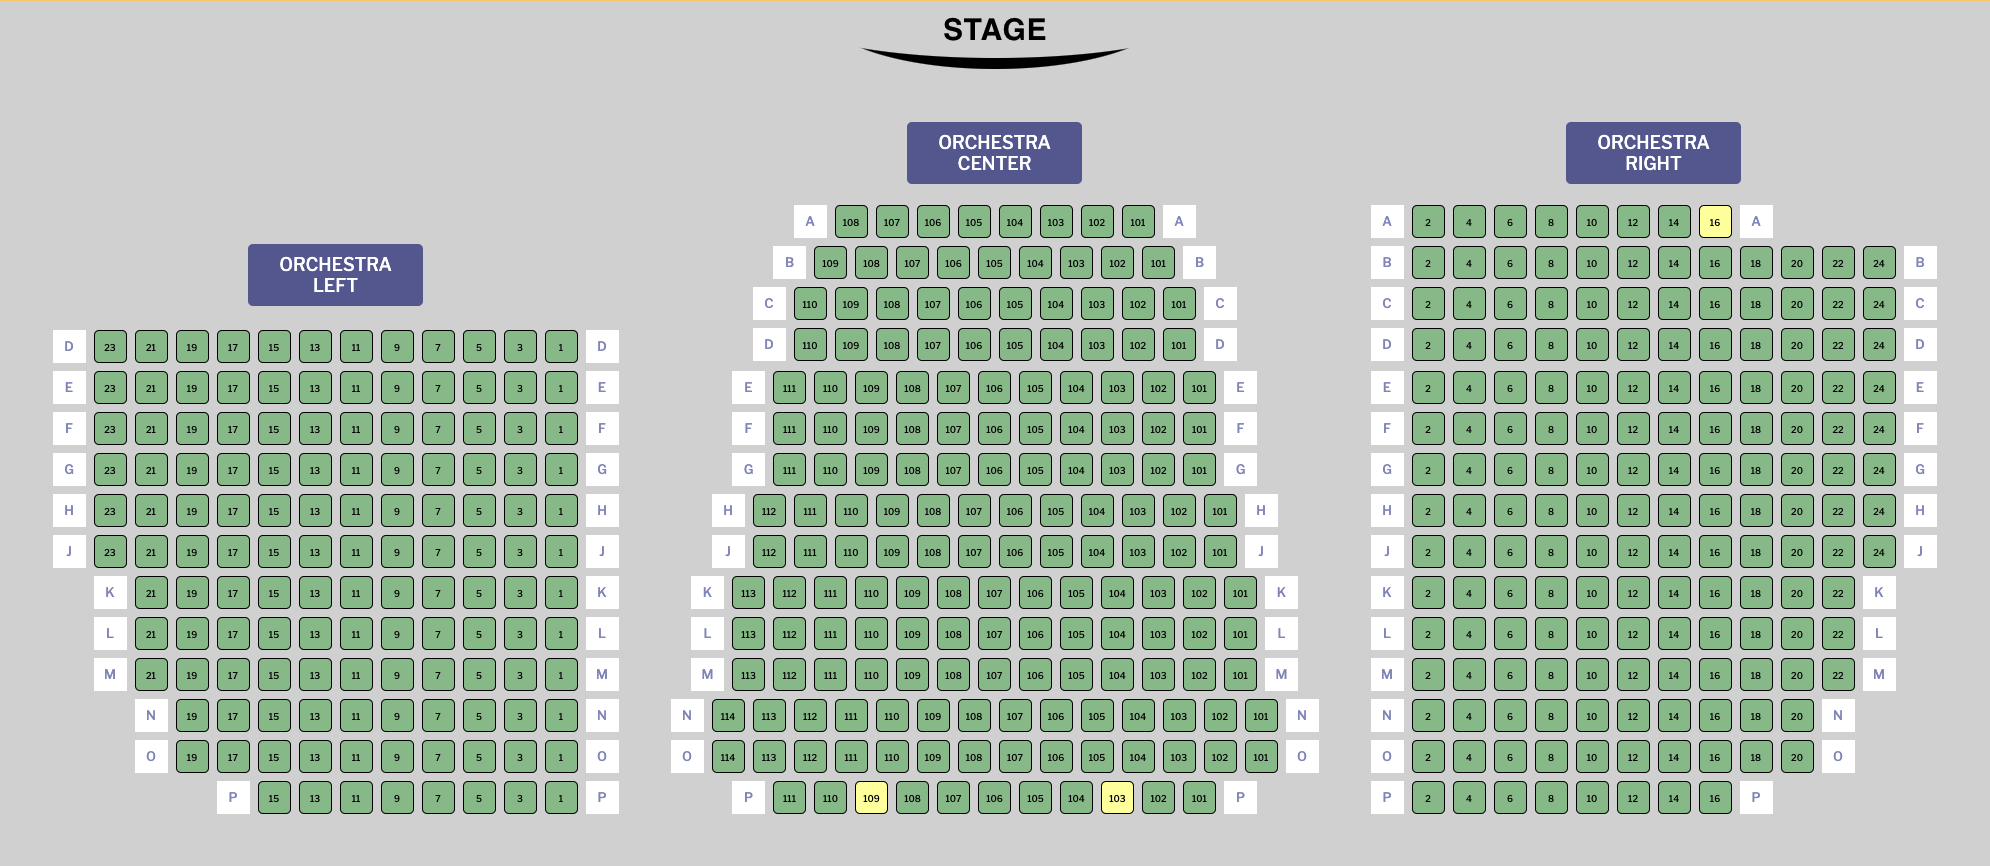 STAGE
ORCHESTRA
CENTER
ORCHESTRA
RIGHT
A 108 107 106 105 104 103 102 101 A A 2 4 6 8 10 12 14 16 A
ORCHESTRA
LEFT
B 109 108 107 106 105 104 103 102 101 B B 2 4 6 8 10 12 14 16 18 20 22 24 B
C 110 109 108 107 106 105 104 103 102 101 C C 2 4 6 8 10 12 14 16 18 20 22 24 C
D 23 21 19 17 15 13 11 9 7 5 3 1 D D 110 109 108 107 106 105 104 103 102 101 D D 2 4 6 8 10 12 14 16 18 20 22 24 D
E 23 21 19 17 15 13 11 9 7 5 3 1 E E 111 110 109 108 107 106 105 104 103 102 101 E E 2 4 6 8 10 12 14 16 18 20 22 24 E
F 23 21 19 17 15 13 11 9 7 5 3 1 F F 111 110 109 108 107 106 105 104 103 102 101 F F 2 4 6 8 10 12 14 16 18 20 22 24 F
G 23 21 19 17 15 13 11 9 7 5 3 1 G G 111 110 109 108 107 106 105 104 103 102 101 G G 2 4 6 8 10 12 14 16 18 20 22 24 G
H 23 21 19 17 15 13 11 9 7 5 3 1 H H 112 111 110 109 108 107 106 105 104 103 102 101 H H 2 4 6 8 10 12 14 16 18 20 22 24 H
J 23 21 19 17 15 13 11 9 7 5 3 1 J J 112 111 110 109 108 107 106 105 104 103 102 101 J J 2 4 6 8 10 12 14 16 18 20 22 24 J
K 21 19 17 15 13 11 9 7 5 3 1 K K 113 112 111 110 109 108 107 106 105 104 103 102 101 K K 2 4 6 8 10 12 14 16 18 20 22 K
L 21 19 17 15 13 11 9 7 5 3 1 L L 113 112 111 110 109 108 107 106 105 104 103 102 101 L L 2 4 6 8 10 12 14 16 18 20 22 L
M 21 19 17 15 13 11 9 7 5 3 1 M M 113 112 111 110 109 108 107 106 105 104 103 102 101 M M 2 4 6 8 10 12 14 16 18 20 22 M
N 19 17 15 13 11 9 7 5 3 1 N N 114 113 112 111 110 109 108 107 106 105 104 103 102 101 N N 2 4 6 8 10 12 14 16 18 20 N
O 19 17 15 13 11 9 7 5 3 1 O O 114 113 112 111 110 109 108 107 106 105 104 103 102 101 O O 2 4 6 8 10 12 14 16 18 20 O
P 15 13 11 9 7 5 3 1 P P 111 110 109 108 107 106 105 104 103 102 101 P P 2 4 6 8 10 12 14 16 P